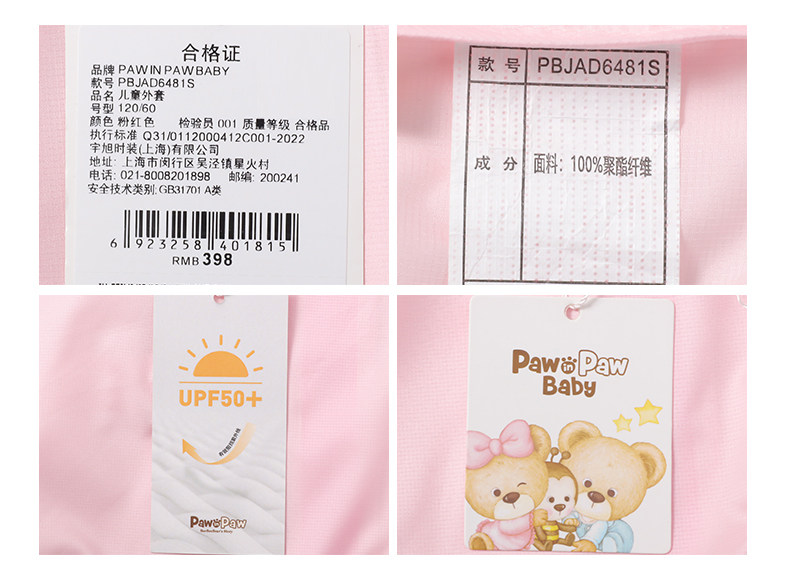 合格证
品牌 PAW IN PAW BABY
款号 PBJAD6481S
品名 儿童外套
号型 120/60
颜色 粉红色 检验员 001 质量等级 合格品
执行标准 Q31/0112000412C001-2022
宇旭时装(上海)有限公司
地址: 上海市闵行区吴泾镇星火村
电话: 021-8008201898 邮编: 200241
安全技术类别: GB31701 A类
6 923258 401815
RMB 398
款号 PBJAD6481S
成分 面料: 100%聚酯纤维
UPF50+
Paw in Paw
Paw in Paw
Baby